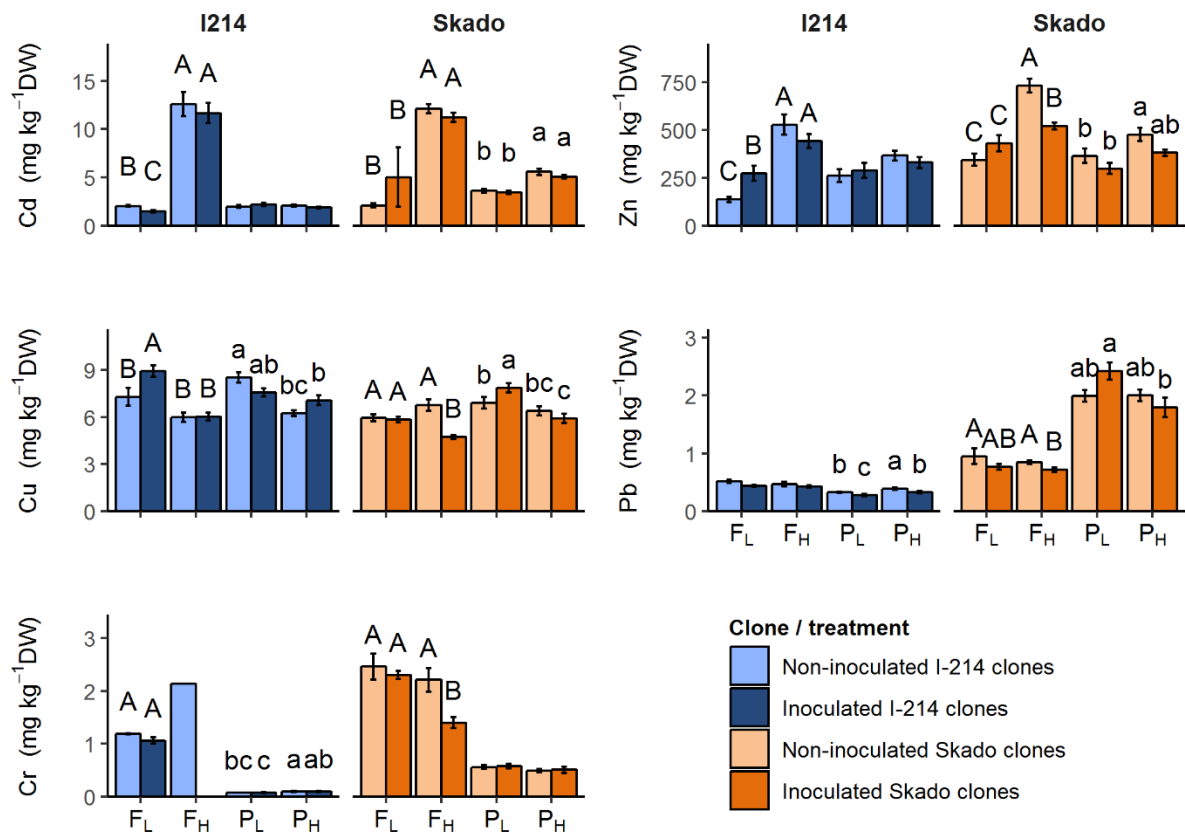 I214 Skado
Cd (mg kg⁻¹DW)
15
10
5
0
B C A A
B B A A b b a a
I214 Skado
Zn (mg kg⁻¹DW)
750
500
250
0
C B A A
C C A B b b a ab
Cu (mg kg⁻¹DW)
9
6
3
0
B A B B a ab bc b
A A A B b a bc c
Pb (mg kg⁻¹DW)
3
2
1
0
b c a b
A AB A B ab a ab b
F_L F_H P_L P_H F_L F_H P_L P_H
Cr (mg kg⁻¹DW)
3
2
1
0
A A bc c a ab
A A A B
F_L F_H P_L P_H F_L F_H P_L P_H
Clone / treatment
Non-inoculated I-214 clones
Inoculated I-214 clones
Non-inoculated Skado clones
Inoculated Skado clones